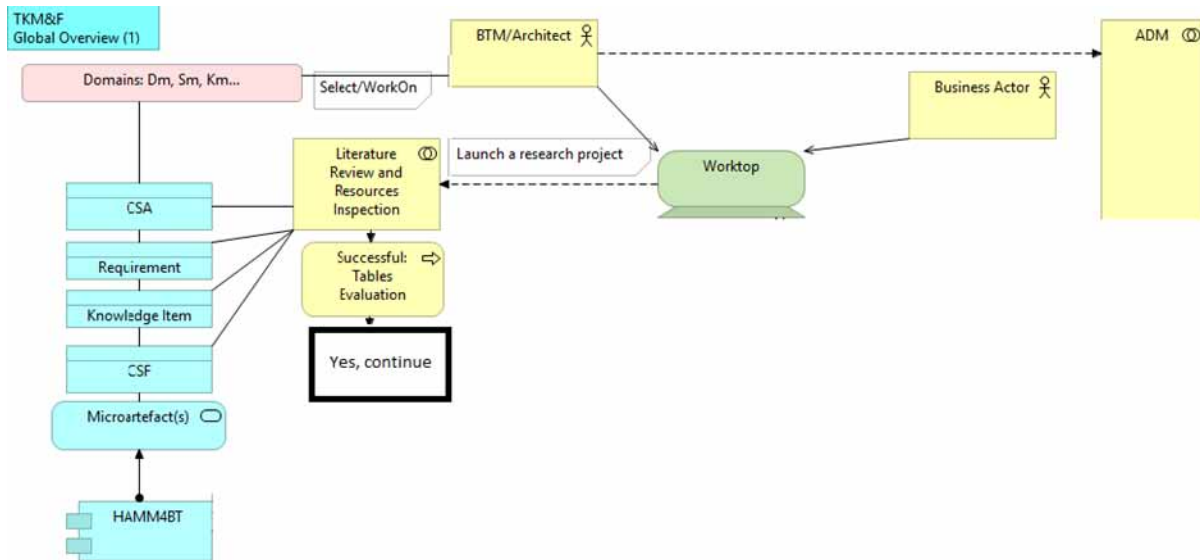 TKM&F
Global Overview (1)
BTM/Architect
ADM
Domains: Dm, Sm, Km...
Select/WorkOn
Business Actor
Literature
Review and
Resources
Inspection
Launch a research project
Worktop
CSA
Requirement
Successful:
Tables
Evaluation
Knowledge Item
Yes, continue
CSF
Microartefact(s)
HAMM4BT